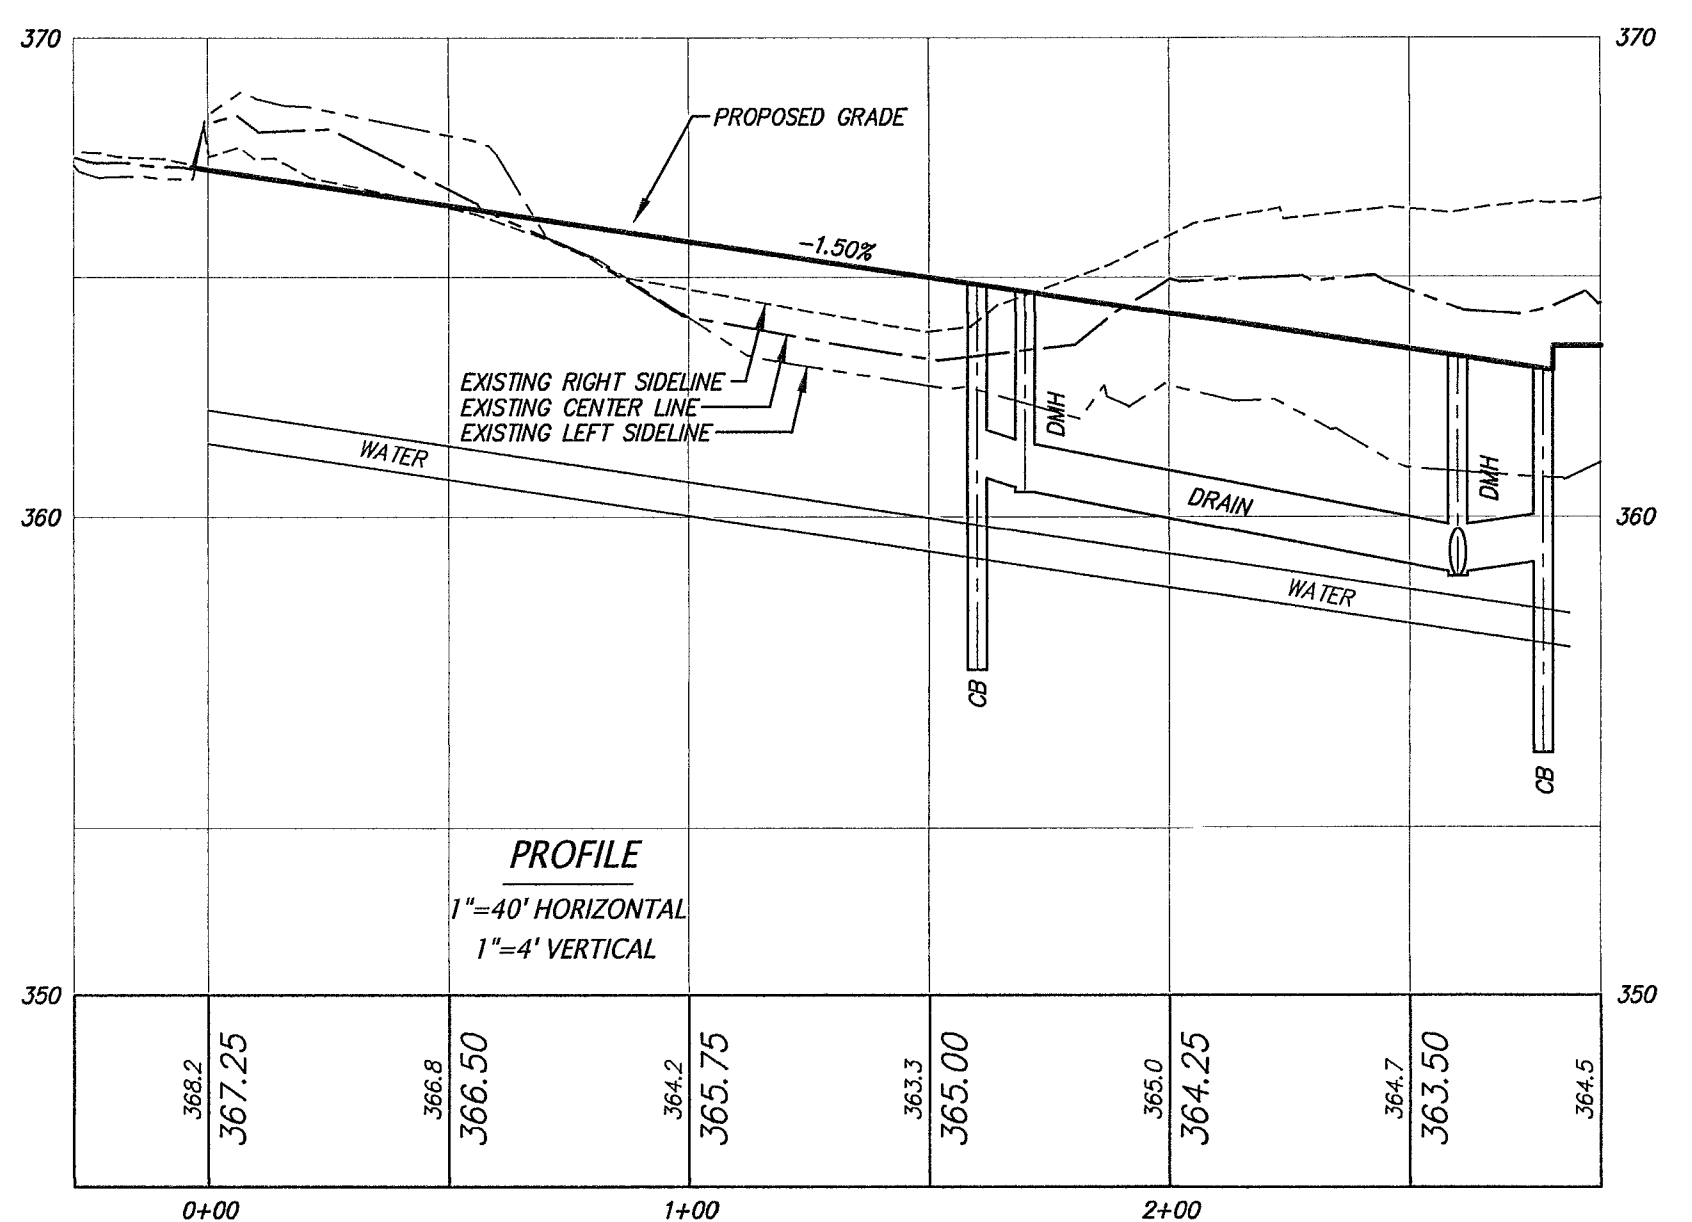 370
370
PROPOSED GRADE
-1.50%
EXISTING RIGHT SIDELINE
EXISTING CENTER LINE
EXISTING LEFT SIDELINE
DMH
WATER
DMH
DRAIN
360
360
WATER
CB
CB
PROFILE
1"=40' HORIZONTAL
1"=4' VERTICAL
350
350
368.2
367.25
366.8
366.50
364.2
365.75
363.3
365.00
365.0
364.25
364.7
363.50
364.5
0+00
1+00
2+00